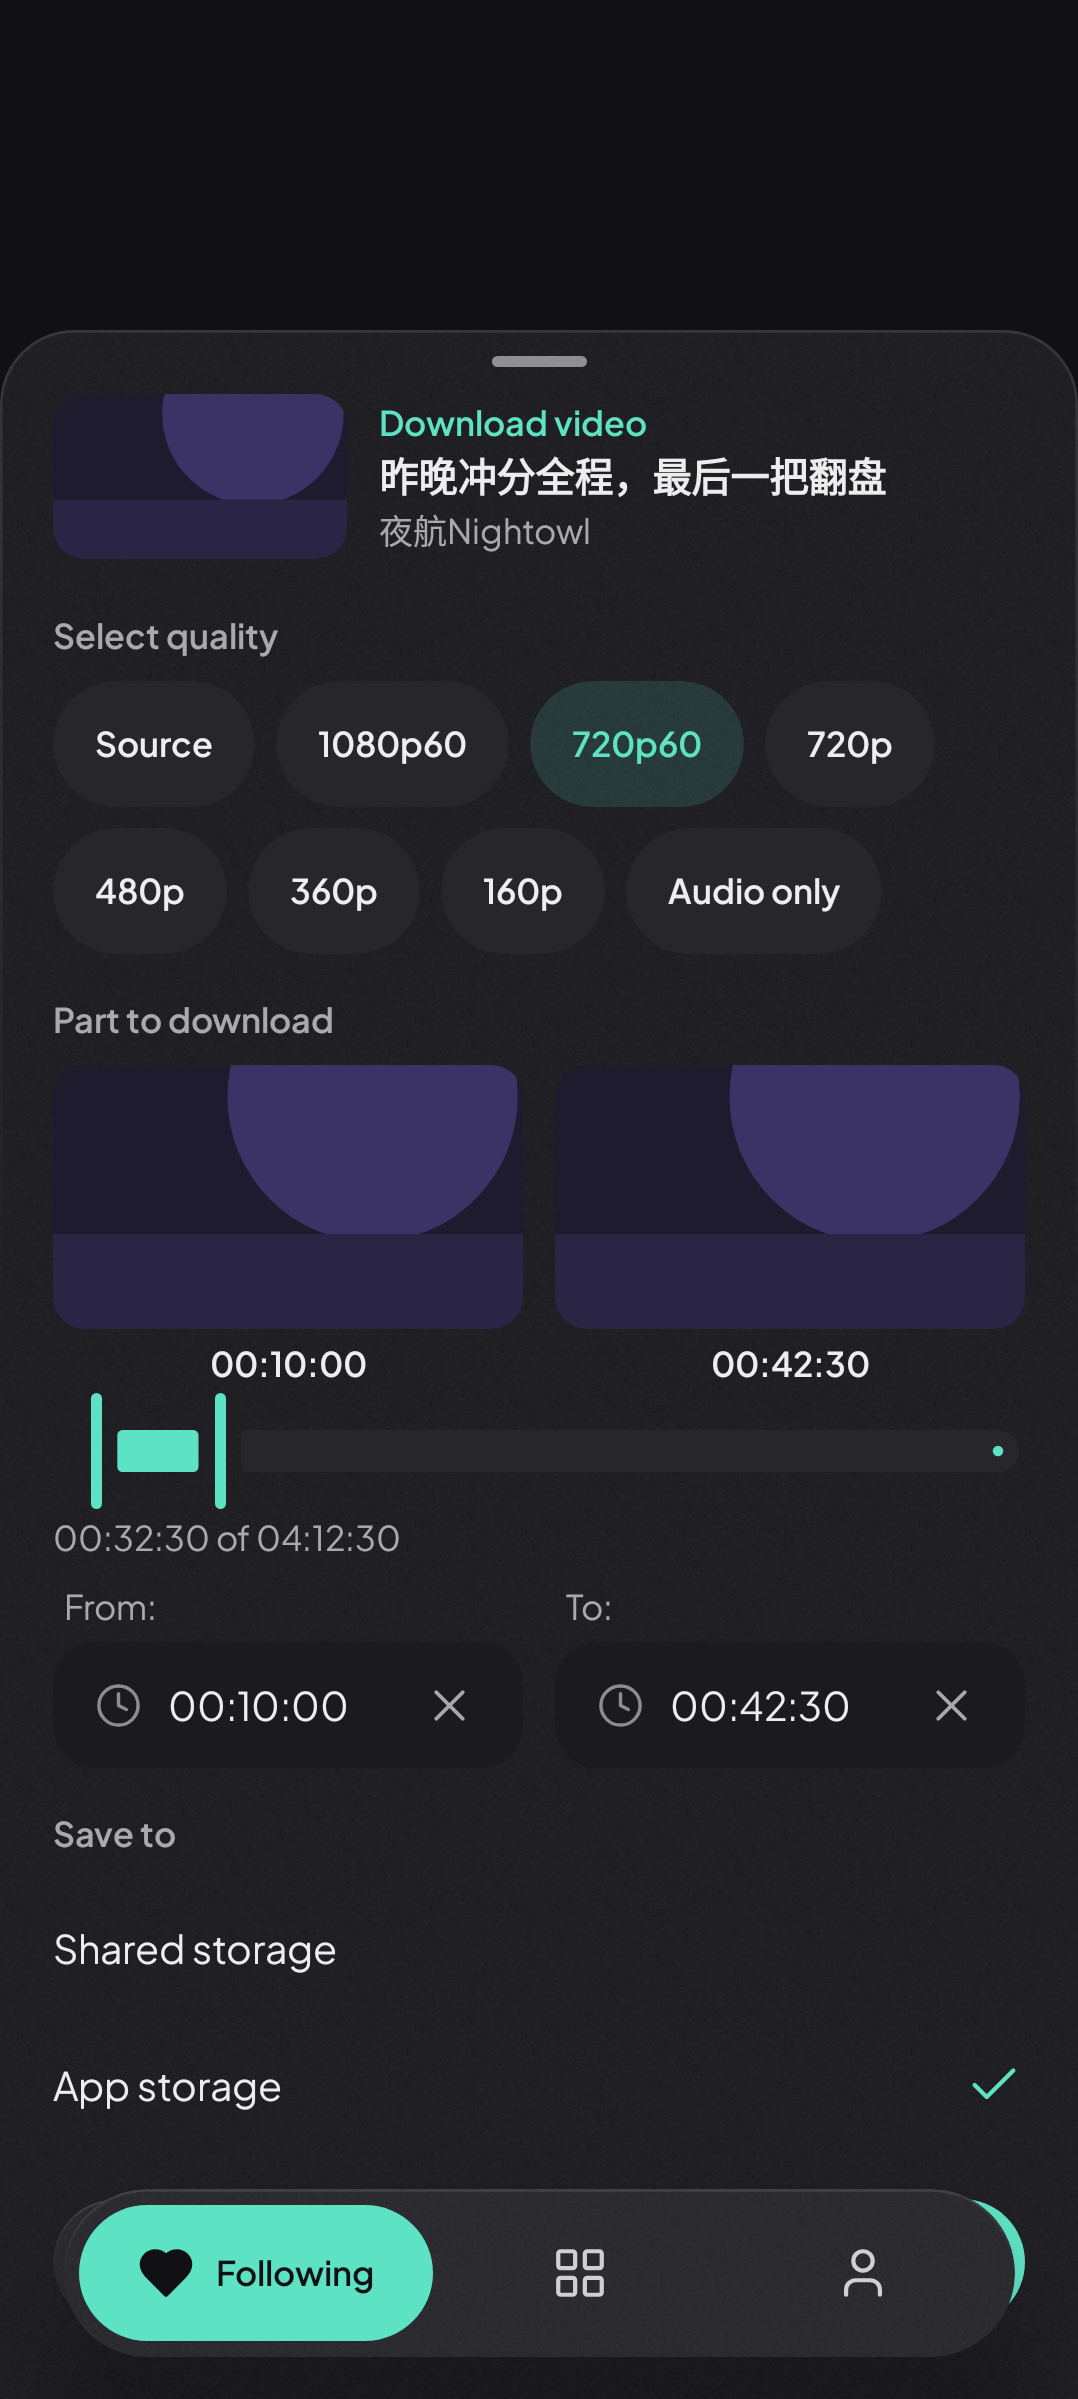 Download video
昨晚冲分全程，最后一把翻盘
夜航Nightowl
Select quality
Source 1080p60 720p60 720p
480p 360p 160p Audio only
Part to download
00:10:00 00:42:30
00:32:30 of 04:12:30
From: To:
00:10:00 00:42:30
Save to
Shared storage
App storage
Following